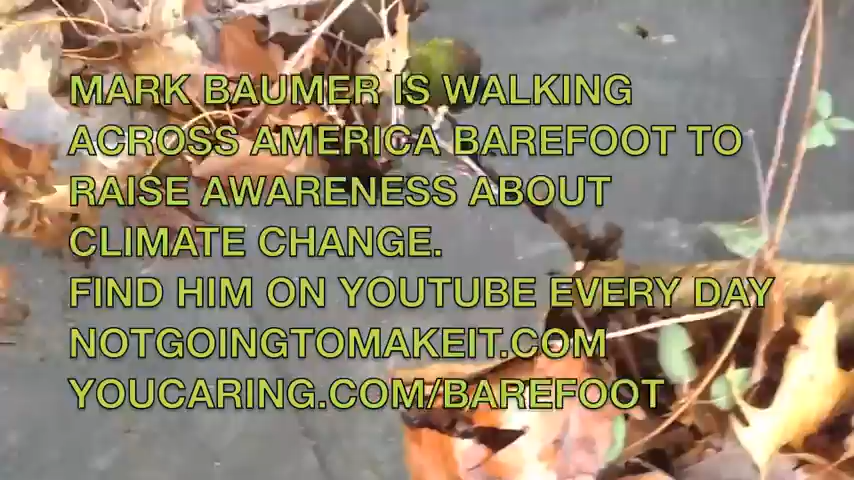 MARK BAUMER IS WALKING
ACROSS AMERICA BAREFOOT TO
RAISE AWARENESS ABOUT
CLIMATE CHANGE.
FIND HIM ON YOUTUBE EVERY DAY
NOTGOINGTOMAKEIT.COM
YOUCARING.COM/BAREFOOT